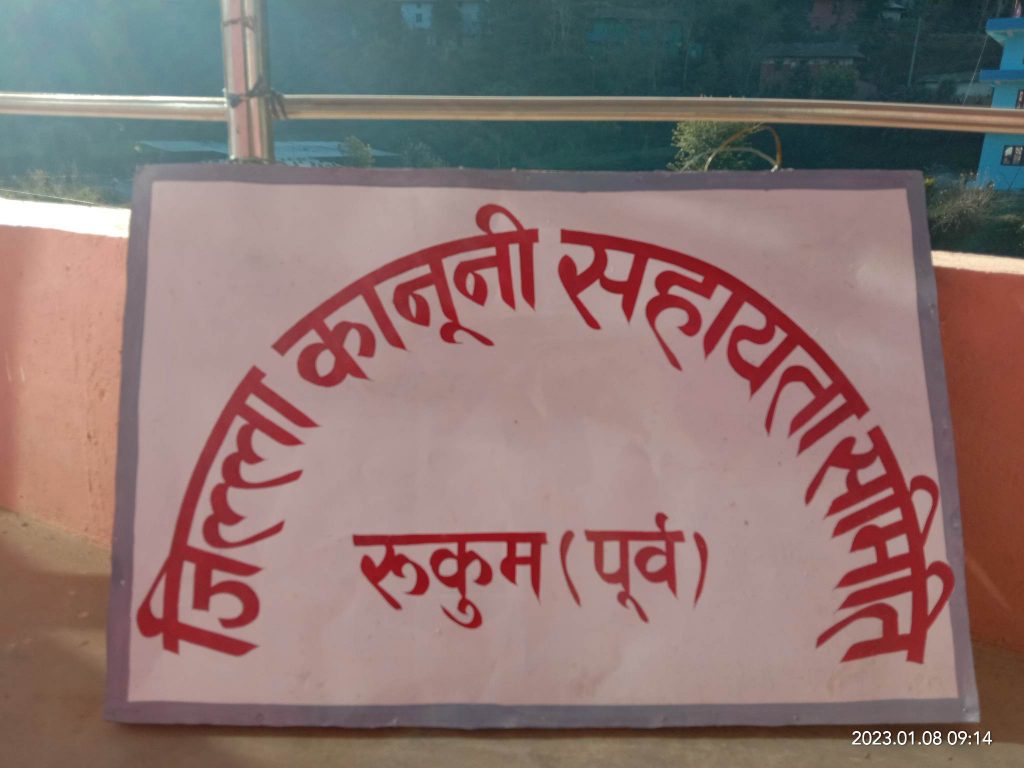 जिल्ला कानूनी सहायता समिति
रूकुम (पूर्व)
2023.01.08 09:14